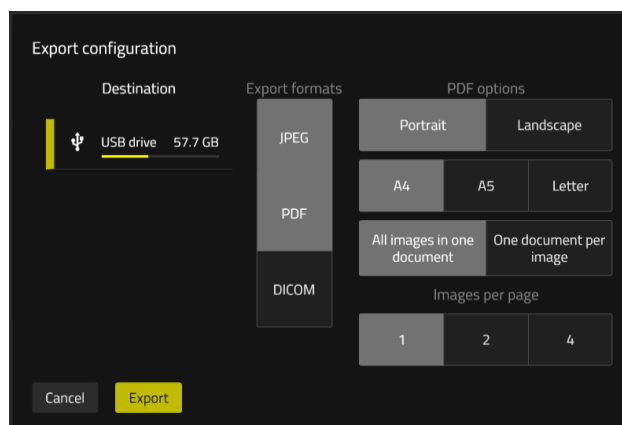 Export configuration
Destination
USB drive 57.7 GB
Export formats
JPEG
PDF
DICOM
PDF options
Portrait Landscape
A4 A5 Letter
All images in one
document
One document per
image
Images per page
1 2 4
Cancel Export